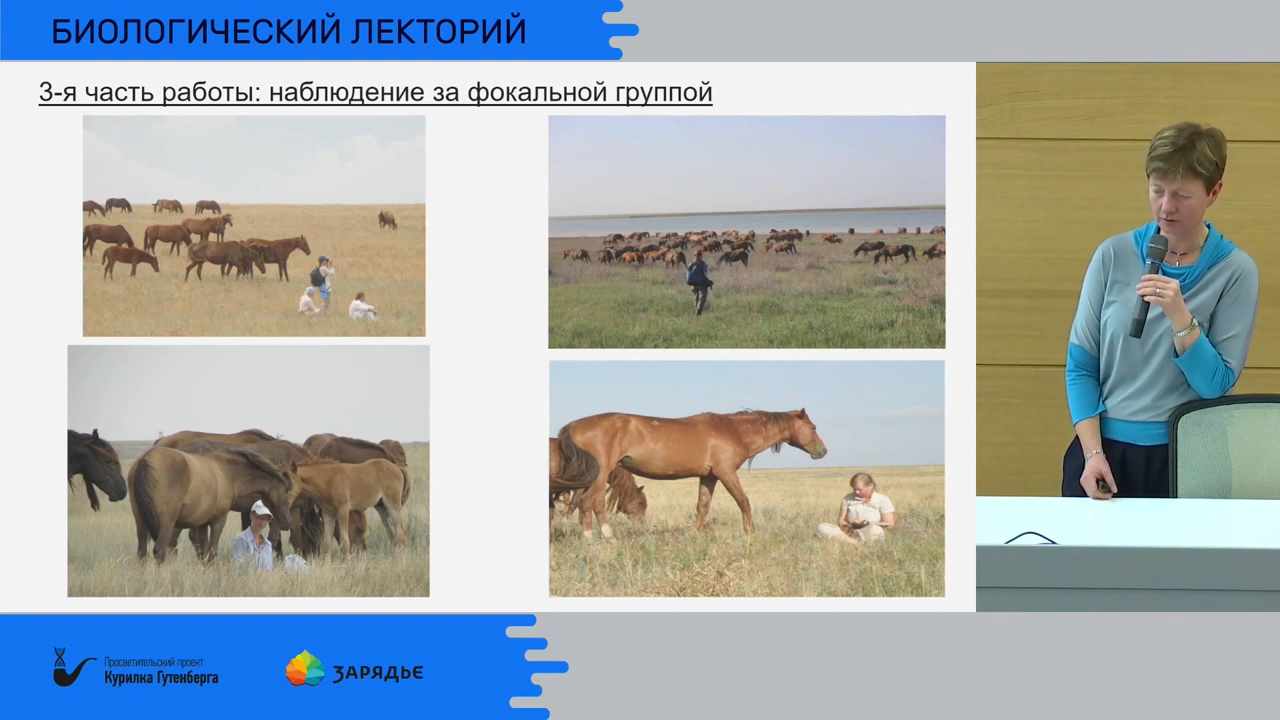 БИОЛОГИЧЕСКИЙ ЛЕКТОРИЙ
3-я часть работы: наблюдение за фокальной группой
Просветительский проект
Курилка Гутенберга
ЗАРЯДЬЕ